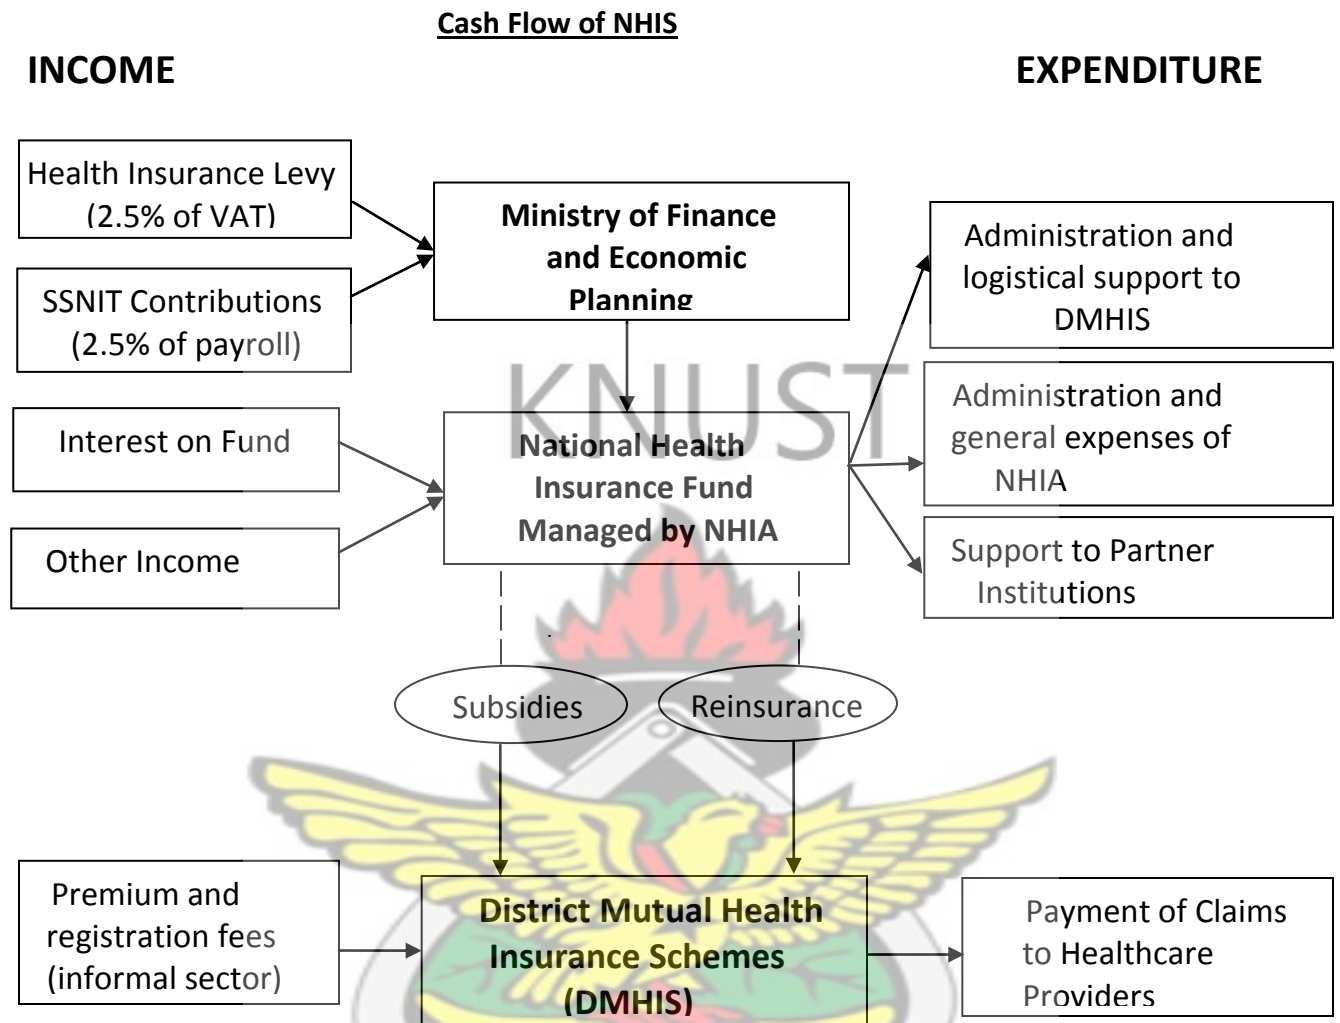 Cash Flow of NHIS
INCOME
EXPENDITURE
Health Insurance Levy
(2.5% of VAT)
SSNIT Contributions
(2.5% of payroll)
Interest on Fund
Other Income
Ministry of Finance
and Economic
Planning
KNUST
National Health
Insurance Fund
Managed by NHIA
Administration and
logistical support to
DMHIS
Administration and
general expenses of
NHIA
Support to Partner
Institutions
Subsidies
Reinsurance
Premium and
registration fees
(informal sector)
District Mutual Health
Insurance Schemes
(DMHIS)
Payment of Claims
to Healthcare
Providers